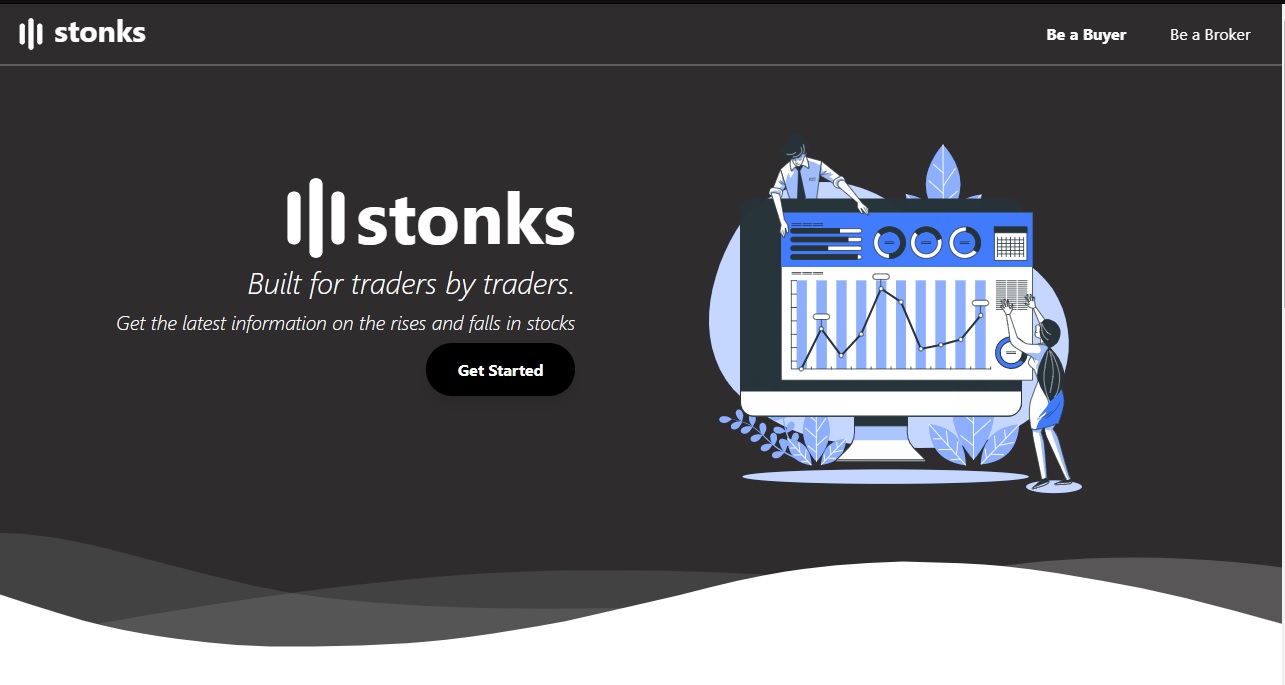 stonks
Be a Buyer
Be a Broker
stonks
Built for traders by traders.
Get the latest information on the rises and falls in stocks
Get Started